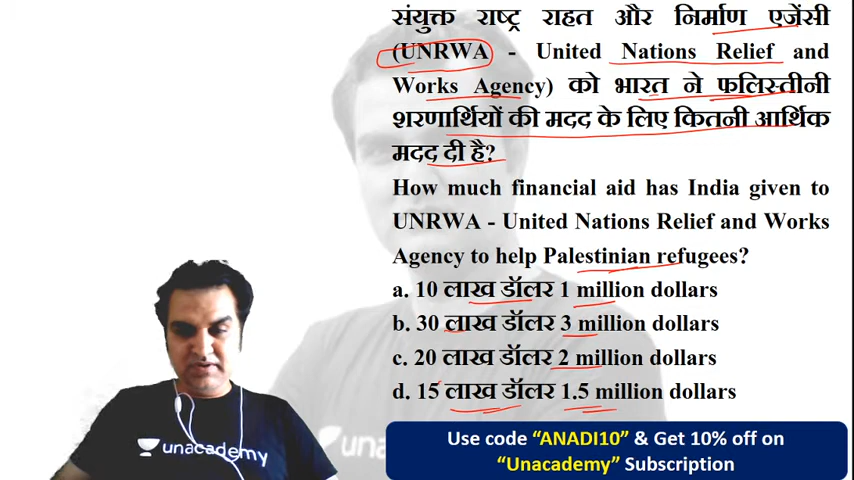 संयुक्त राष्ट्र राहत और निर्माण एजेंसी
(UNRWA - United Nations Relief and
Works Agency) को भारत ने फलिस्तीनी
शरणार्थियों की मदद के लिए कितनी आर्थिक
मदद दी है?
How much financial aid has India given to
UNRWA - United Nations Relief and Works
Agency to help Palestinian refugees?
a. 10 लाख डॉलर 1 million dollars
b. 30 लाख डॉलर 3 million dollars
c. 20 लाख डॉलर 2 million dollars
d. 15 लाख डॉलर 1.5 million dollars
unacademy
una
Use code “ANADI10” & Get 10% off on
“Unacademy” Subscription